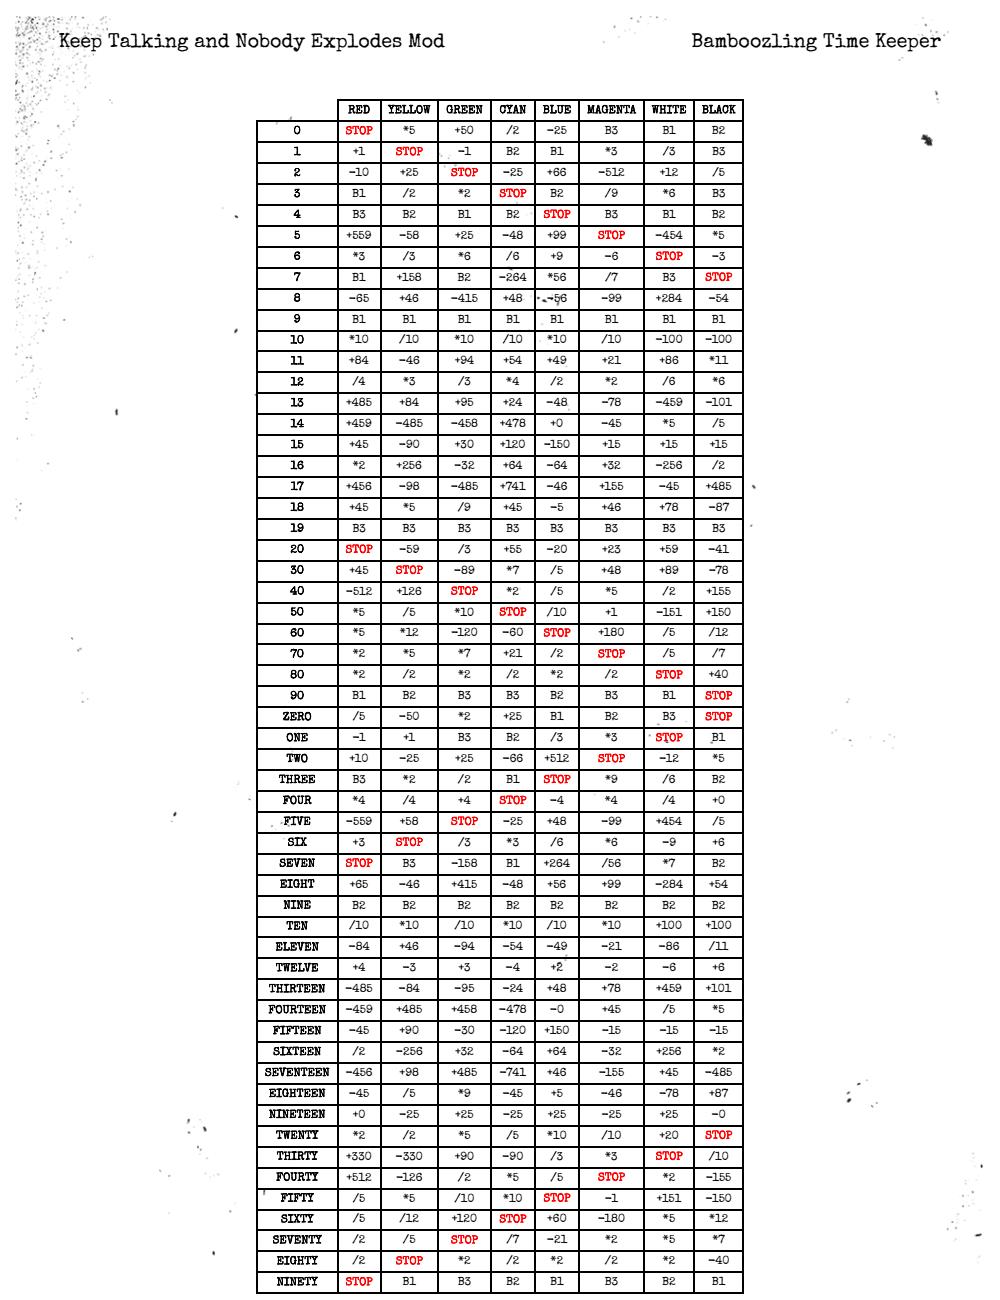 Keep Talking and Nobody Explodes Mod Bamboozling Time Keeper
RED YELLOW GREEN CYAN BLUE MAGENTA WHITE BLACK
0 STOP *5 +50 /2 -25 B3 B1 B2
1 +1 STOP -1 B2 B1 *3 /3 B3
2 -10 +25 STOP -25 +66 -512 +12 /5
3 B1 /2 *2 STOP B2 /9 *6 B3
4 B3 B2 B1 B2 STOP B3 B1 B2
5 +559 -58 +25 -48 +99 STOP -454 *5
6 *3 /3 *6 /6 +9 -6 STOP -3
7 B1 +158 B2 -264 *56 /7 B3 STOP
8 -65 +46 -415 +48 -56 -99 +284 -54
9 B1 B1 B1 B1 B1 B1 B1 B1
10 *10 /10 *10 /10 *10 /10 -100 -100
11 +84 -46 +94 +54 +49 +21 +86 *11
12 /4 *3 /3 *4 /2 *2 /6 *6
13 +485 +84 +95 +24 -48 -78 -459 -101
14 +459 -485 -458 +478 +0 -45 *5 /5
15 +45 -90 +30 +120 -150 +15 +15 +15
16 *2 +256 -32 +64 -64 +32 -256 /2
17 +456 -98 -485 +741 -46 +155 -45 +485
18 +45 *5 /9 +45 -5 +46 +78 -87
19 B3 B3 B3 B3 B3 B3 B3 B3
20 STOP -59 /3 +55 -20 +23 +59 -41
30 +45 STOP -89 *7 /5 +48 +89 -78
40 -512 +126 STOP *2 /5 *5 /2 +155
50 *5 /5 *10 STOP /10 +1 -151 +150
60 *5 *12 -120 -60 STOP +180 /5 /12
70 *2 *5 *7 +21 /2 STOP /5 /7
80 *2 /2 *2 /2 *2 /2 STOP +40
90 B1 B2 B3 B3 B2 B3 B1 STOP
ZERO /5 -50 *2 +25 B1 B2 B3 STOP
ONE -1 +1 B3 B2 /3 *3 STOP B1
TWO +10 -25 +25 -66 +512 STOP -12 *5
THREE B3 *2 /2 B1 STOP *9 /6 B2
FOUR *4 /4 +4 STOP -4 *4 /4 +0
FIVE -559 +58 STOP -25 +48 -99 +454 /5
SIX +3 STOP /3 *3 /6 *6 -9 +6
SEVEN STOP B3 -158 B1 +264 /56 *7 B2
EIGHT +65 -46 +415 -48 +56 +99 -284 +54
NINE B2 B2 B2 B2 B2 B2 B2 B2
TEN /10 *10 /10 *10 /10 *10 +100 +100
ELEVEN -84 +46 -94 -54 -49 -21 -86 /11
TWELVE +4 -3 +3 -4 +2 -2 -6 +6
THIRTEEN -485 -84 -95 -24 +48 +78 +459 +101
FOURTEEN -459 +485 +458 -478 -0 +45 /5 *5
FIFTEEN -45 +90 -30 -120 +150 -15 -15 -15
SIXTEEN /2 -256 +32 -64 +64 -32 +256 *2
SEVENTEEN -456 +98 +485 -741 +46 -155 +45 -485
EIGHTEEN -45 /5 *9 -45 +5 -46 -78 +87
NINETEEN +0 -25 +25 -25 +25 -25 +25 -0
TWENTY *2 /2 *5 /5 *10 /10 +20 STOP
THIRTY +330 -330 +90 -90 /3 *3 STOP /10
FOURTY +512 -126 /2 *5 /5 STOP *2 -155
FIFTY /5 *5 /10 *10 STOP -1 +151 -150
SIXTY /5 /12 +120 STOP +60 -180 *5 *12
SEVENTY /2 /5 STOP /7 -21 *2 *5 *7
EIGHTY /2 STOP *2 /2 *2 /2 *2 -40
NINETY STOP B1 B3 B2 B1 B3 B2 B1